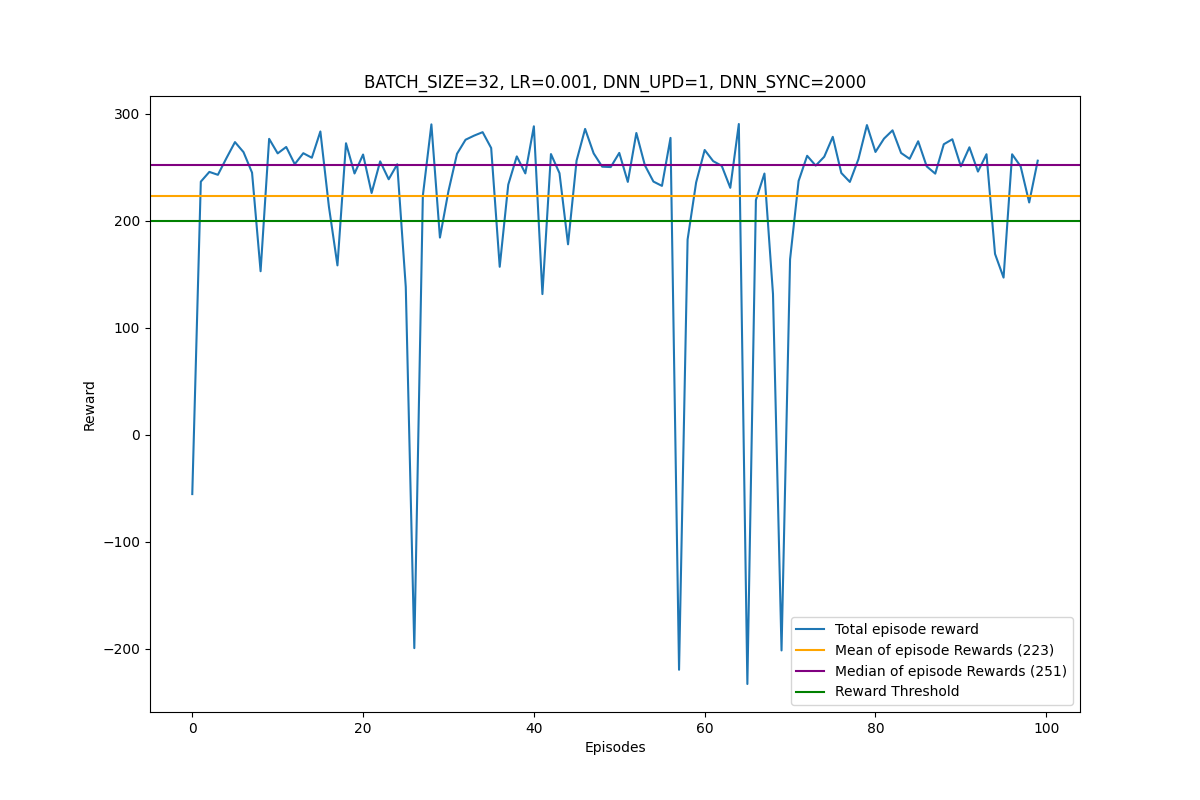 BATCH_SIZE=32, LR=0.001, DNN_UPD=1, DNN_SYNC=2000
300
200
100
0
−100
−200
Reward
0
20
40
60
80
100
Episodes
Total episode reward
Mean of episode Rewards (223)
Median of episode Rewards (251)
Reward Threshold